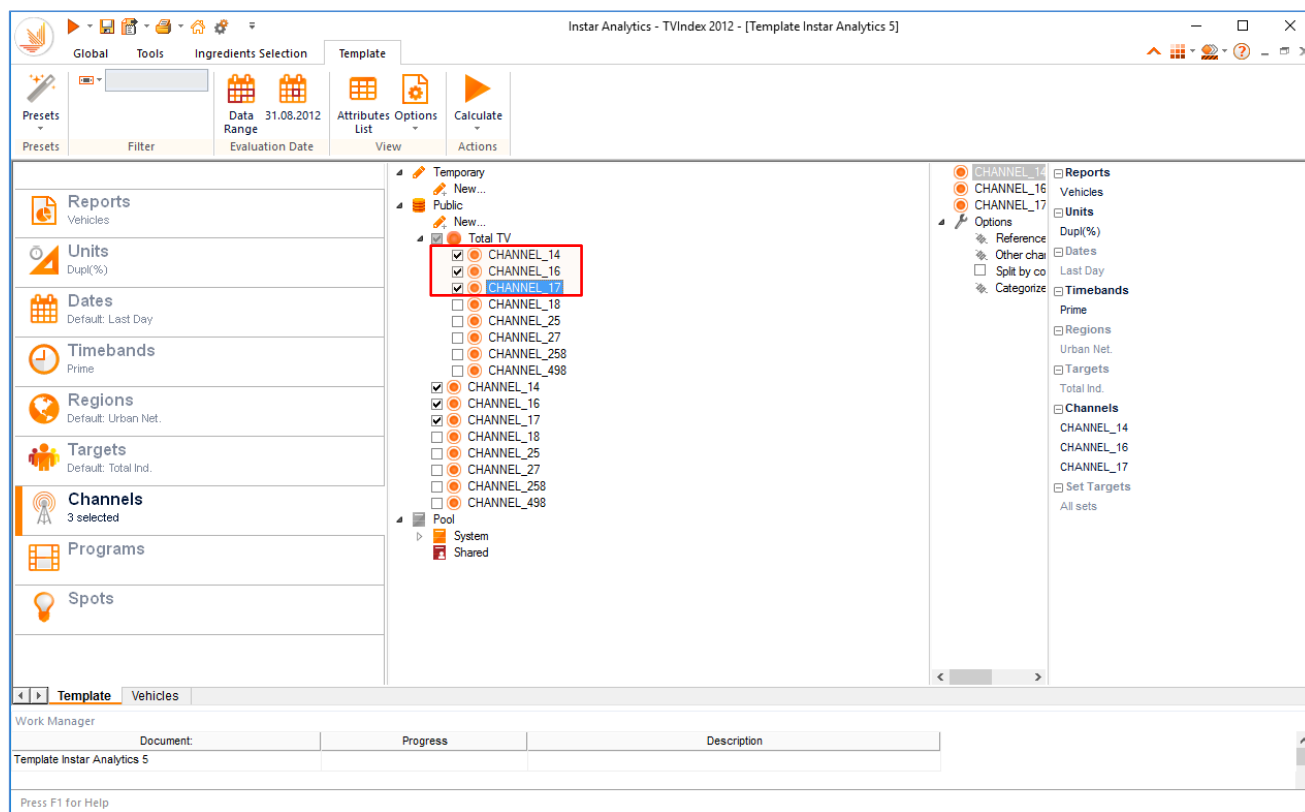 Instar Analytics - TVIndex 2012 - [Template Instar Analytics 5]
Global Tools Ingredients Selection Template
Presets
Data Range
31.08.2012
Attributes List
Options
Calculate
Presets Filter Evaluation Date View Actions
Reports
Vehicles
Units
Dupl(%)
Dates
Default: Last Day
Timebands
Prime
Regions
Default: Urban Net.
Targets
Default: Total Ind.
Channels
3 selected
Programs
Spots
Temporary
New...
Public
New...
Total TV
CHANNEL_14
CHANNEL_16
CHANNEL_17
CHANNEL_18
CHANNEL_25
CHANNEL_27
CHANNEL_258
CHANNEL_498
CHANNEL_14
CHANNEL_16
CHANNEL_17
CHANNEL_18
CHANNEL_25
CHANNEL_27
CHANNEL_258
CHANNEL_498
Pool
System
Shared
CHANNEL_14
CHANNEL_16
CHANNEL_17
Options
Reference
Other
Split by co
Categorize
Reports
Vehicles
Units
Dupl(%)
Dates
Last Day
Timebands
Prime
Regions
Urban Net.
Targets
Total Ind.
Channels
CHANNEL_14
CHANNEL_16
CHANNEL_17
Set Targets
All sets
Template Vehicles
Work Manager
Document: Progress Description
Template Instar Analytics 5
Press F1 for Help